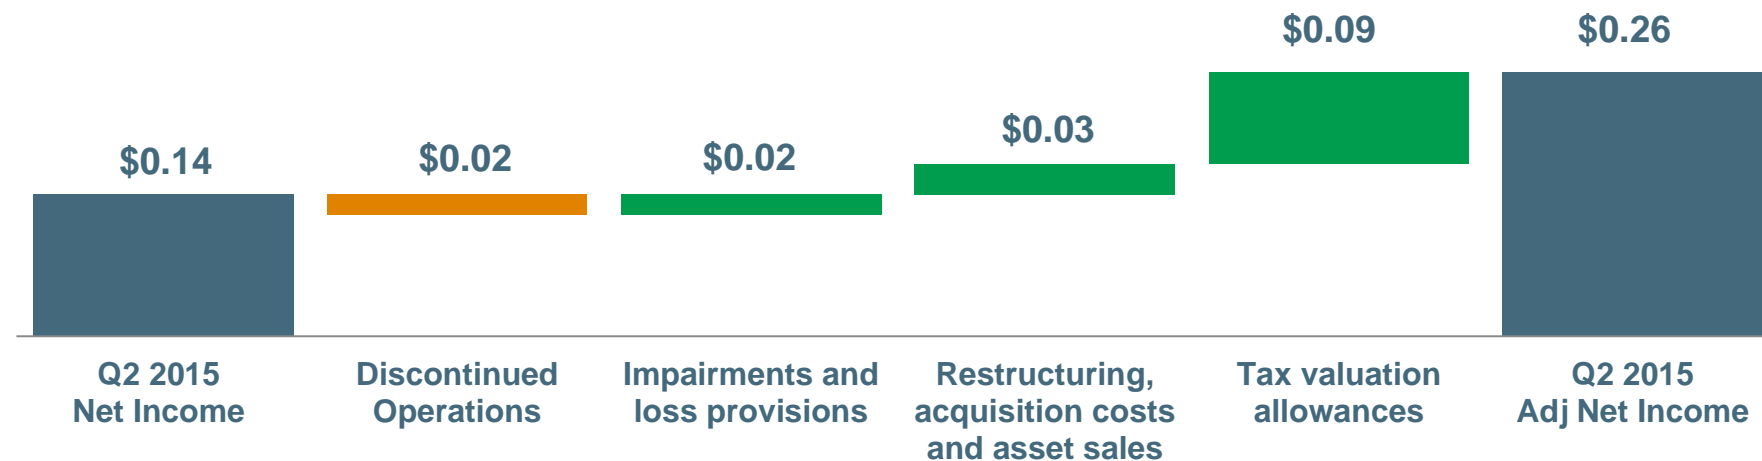 $0.14
$0.02
$0.02
$0.03
$0.09
$0.26
Q2 2015
Net Income
Discontinued
Operations
Impairments and
loss provisions
Restructuring,
acquisition costs
and asset sales
Tax valuation
allowances
Q2 2015
Adj Net Income